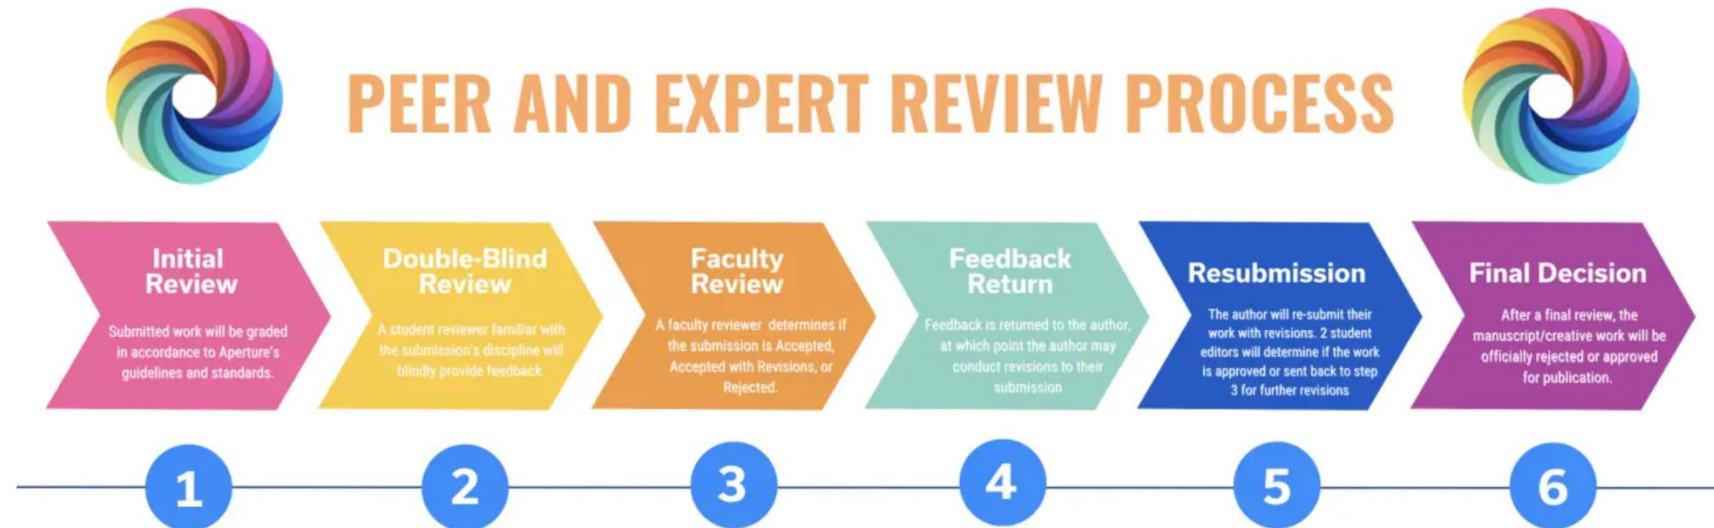 PEER AND EXPERT REVIEW PROCESS
Initial
Review
Submitted work will be graded
in accordance to Aperture's
guidelines and standards.
Double-Blind
Review
A student reviewer familiar with
the submission's discipline will
blindly provide feedback.
Faculty
Review
A faculty reviewer determines if
the submission is Accepted,
Accepted with Revisions, or
Rejected.
Feedback
Return
Feedback is returned to the author,
at which point the author may
conduct revisions to their
submission
Resubmission
The author will re-submit their
work with revisions. 2 student
editors will determine if the work
is approved or sent back to step
3 for further revisions
Final Decision
After a final review, the
manuscript/creative work will be
officially rejected or approved
for publication.
1
2
3
4
5
6